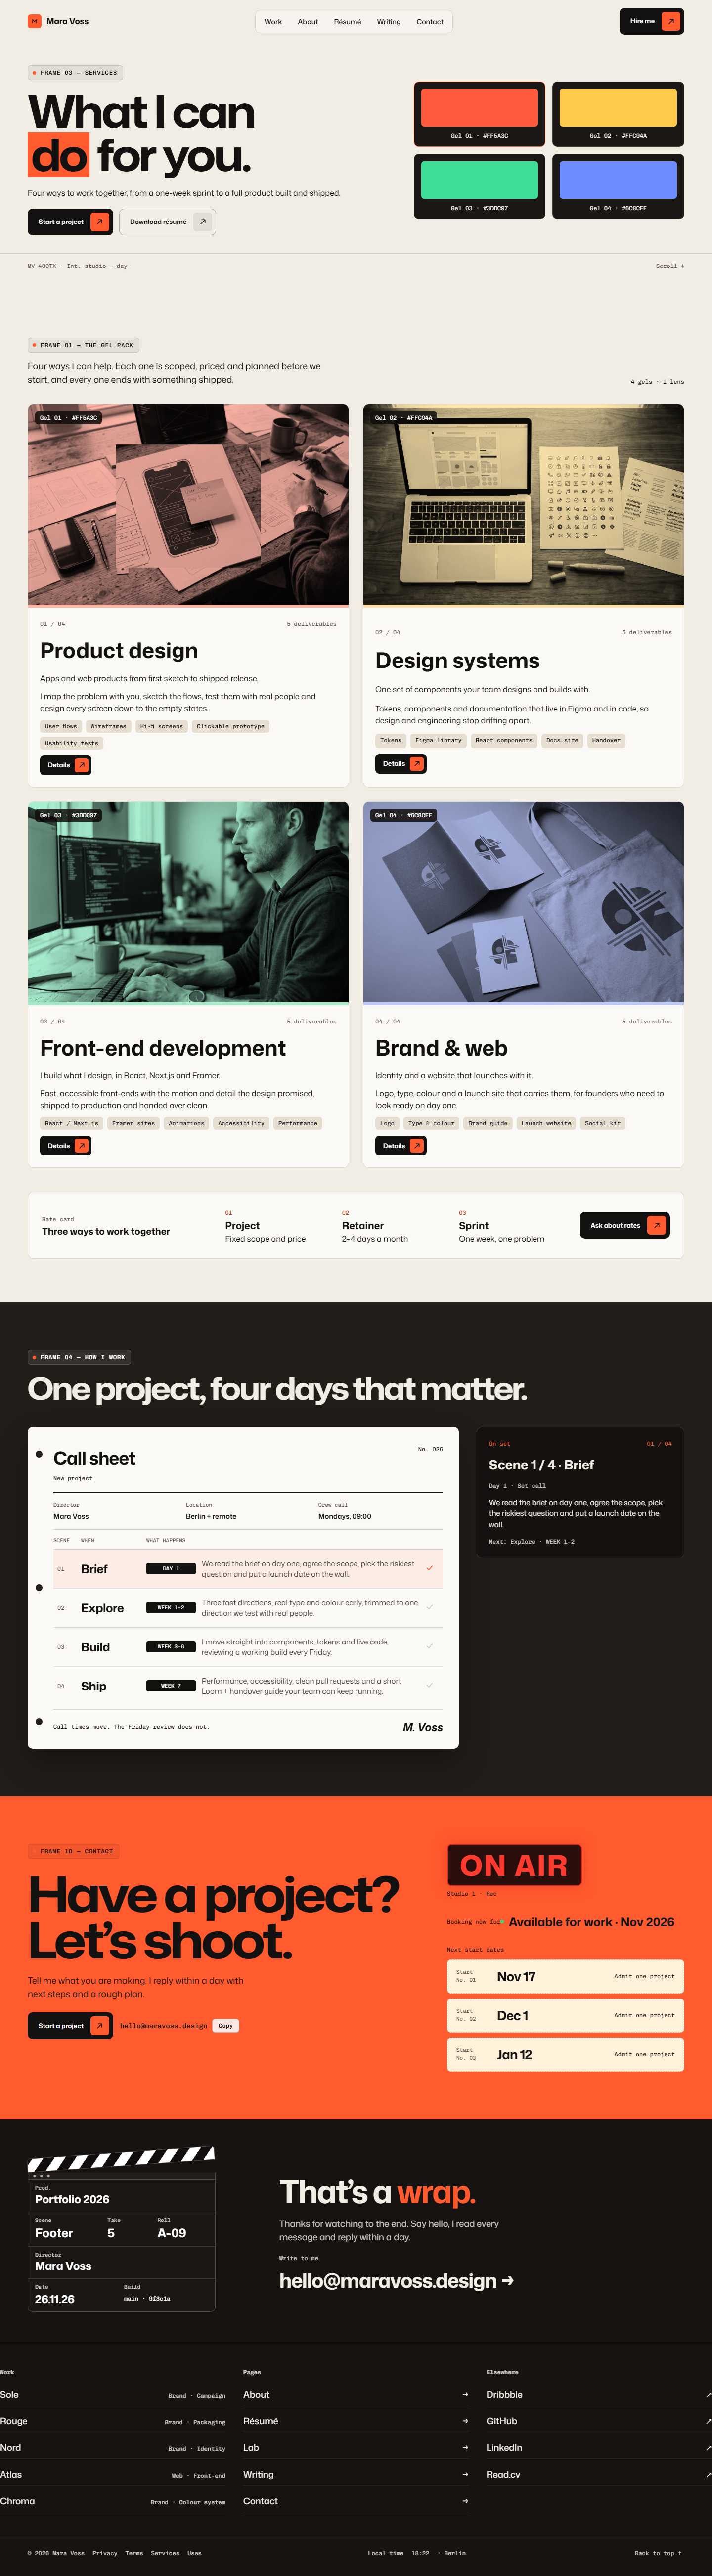 Mara Voss
Work About Résumé Writing Contact
Hire me
FRAME 03 — SERVICES
What I can
do for you.
Four ways to work together, from a one-week sprint to a full product built and shipped.
Start a project
Download résumé
Gel 01 · #FF5A3C
Gel 02 · #FFC94A
Gel 03 · #3DDC97
Gel 04 · #6C8CFF
MV 400TX · Int. studio — day
Scroll ↓
FRAME 01 — THE GEL PACK
Four ways I can help. Each one is scoped, priced and planned before we
start, and every one ends with something shipped.
4 gels · 1 lens
Gel 01 · #FF5A3C
01 / 04
5 deliverables
Product design
Apps and web products from first sketch to shipped release.
I map the problem with you, sketch the flows, test them with real people and
design every screen down to the empty states.
User flows Wireframes Hi-fi screens Clickable prototype
Usability tests
Details
Gel 02 · #FFC94A
02 / 04
5 deliverables
Design systems
One set of components your team designs and builds with.
Tokens, components and documentation that live in Figma and in code, so
design and engineering stop drifting apart.
Tokens Figma library React components Docs site Handover
Details
Gel 03 · #3DDC97
03 / 04
5 deliverables
Front-end development
I build what I design, in React, Next.js and Framer.
Fast, accessible front-ends with the motion and detail the design promised,
shipped to production and handed over clean.
React / Next.js Framer sites Animations Accessibility Performance
Details
Gel 04 · #6C8CFF
04 / 04
5 deliverables
Brand & web
Identity and a website that launches with it.
Logo, type, colour and a launch site that carries them, for founders who need to
look ready on day one.
Logo Type & colour Brand guide Launch website Social kit
Details
Rate card
Three ways to work together
01
Project
Fixed scope and price
02
Retainer
2–4 days a month
03
Sprint
One week, one problem
Ask about rates
FRAME 04 — HOW I WORK
One project, four days that matter.
Call sheet
No. 026
New project
Director
Mara Voss
Location
Berlin + remote
Crew call
Mondays, 09:00
SCENE WHEN WHAT HAPPENS
01 Brief DAY 1 We read the brief on day one, agree the scope, pick the riskiest
question and put a launch date on the wall.
02 Explore WEEK 1–2 Three fast directions, real type and colour early, trimmed to one
direction we test with real people.
03 Build WEEK 3–6 I move straight into components, tokens and live code,
reviewing a working build every Friday.
04 Ship WEEK 7 Performance, accessibility, clean pull requests and a short
Loom + handover guide your team can keep running.
Call times move. The Friday review does not.
M. Voss
On set
01 / 04
Scene 1 / 4 · Brief
Day 1 · Set call
We read the brief on day one, agree the scope, pick
the riskiest question and put a launch date on the
wall.
Next: Explore · WEEK 1–2
FRAME 10 — CONTACT
Have a project?
Let's shoot.
Tell me what you are making. I reply within a day with
next steps and a rough plan.
Start a project
hello@maravoss.design
Copy
ON AIR
Studio 1 · Rec
Booking now for
Available for work · Nov 2026
Next start dates
Start
No. 01
Nov 17
Admit one project
Start
No. 02
Dec 1
Admit one project
Start
No. 03
Jan 12
Admit one project
Prod.
Portfolio 2026
Scene Take Roll
Footer 5 A-09
Director
Mara Voss
Date Build
26.11.26 main · 9f3c1a
That's a wrap.
Thanks for watching to the end. Say hello, I read every
message and reply within a day.
Write to me
hello@maravoss.design →
Work
Sole Brand · Campaign
Rouge Brand · Packaging
Nord Brand · Identity
Atlas Web · Front-end
Chroma Brand · Colour system
Pages
About →
Résumé →
Lab →
Writing →
Contact →
Elsewhere
Dribbble ↗
GitHub ↗
LinkedIn ↗
Read.cv ↗
© 2026 Mara Voss Privacy Terms Services Uses
Local time 18:22 · Berlin
Back to top ↑